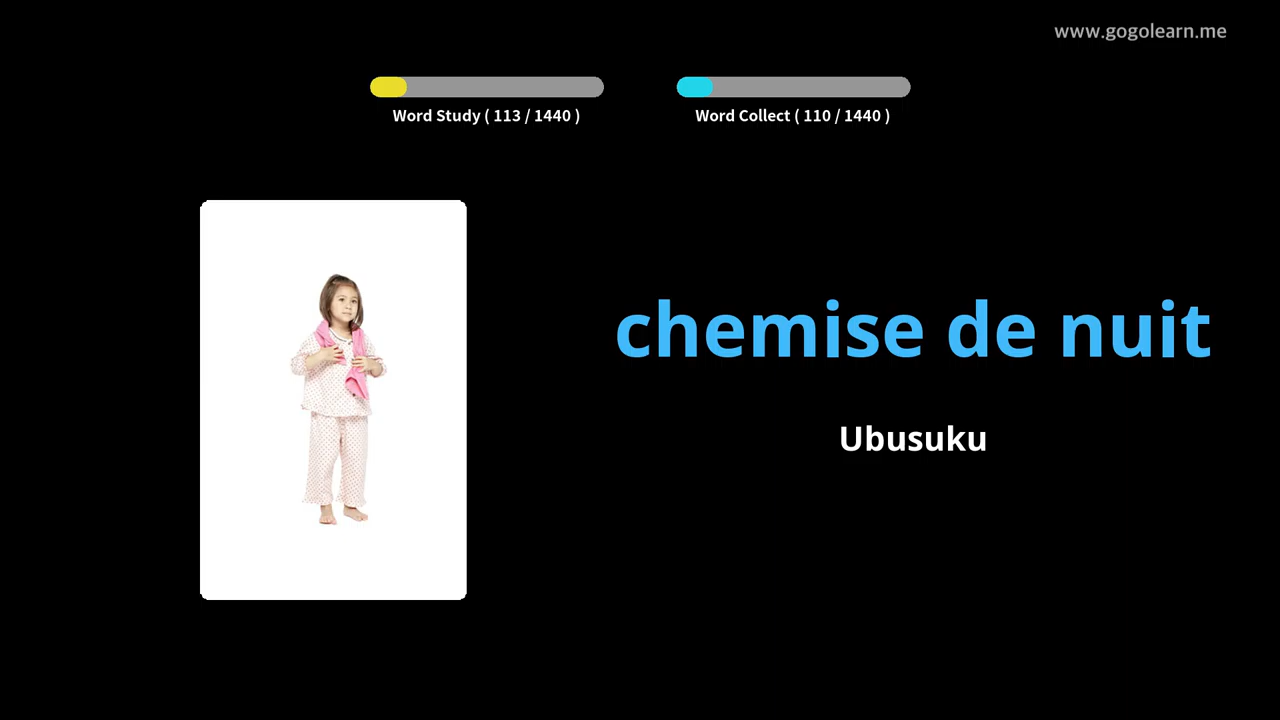 www.gogolearn.me
Word Study ( 113 / 1440 )
Word Collect ( 110 / 1440 )
chemise de nuit
Ubusuku